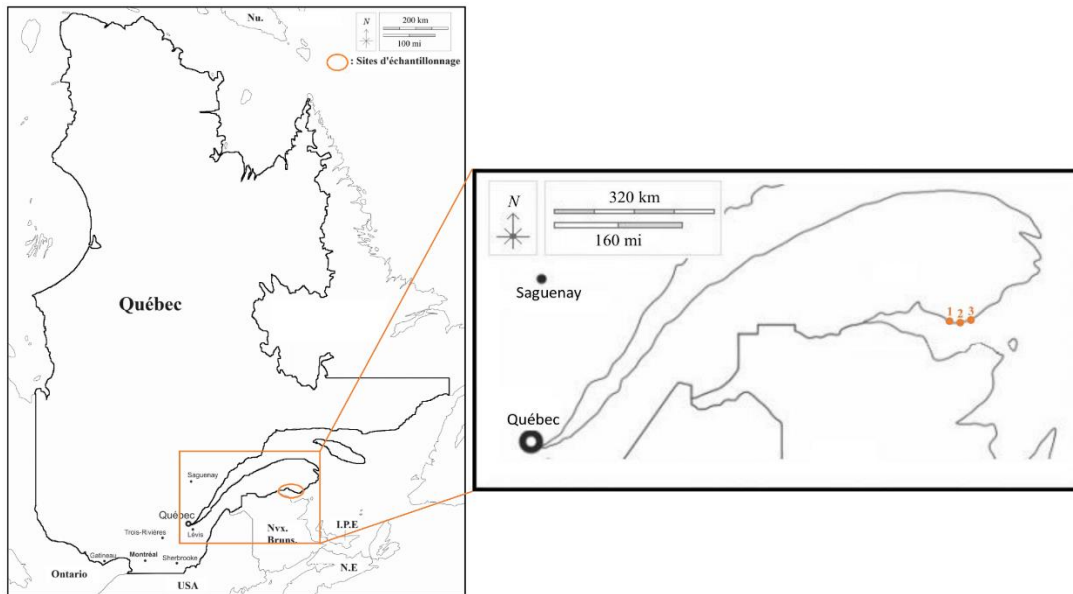 Nu.
N
200 km
100 mi
: Sites d'échantillonnage
Québec
Saguenay
Québec
Lévis
Trois-Rivières
Gatineau
Montréal
Sherbrooke
Ontario
USA
Nvx.
Bruns.
I.P.E
N.E
N
320 km
160 mi
Saguenay
1 2 3
Québec